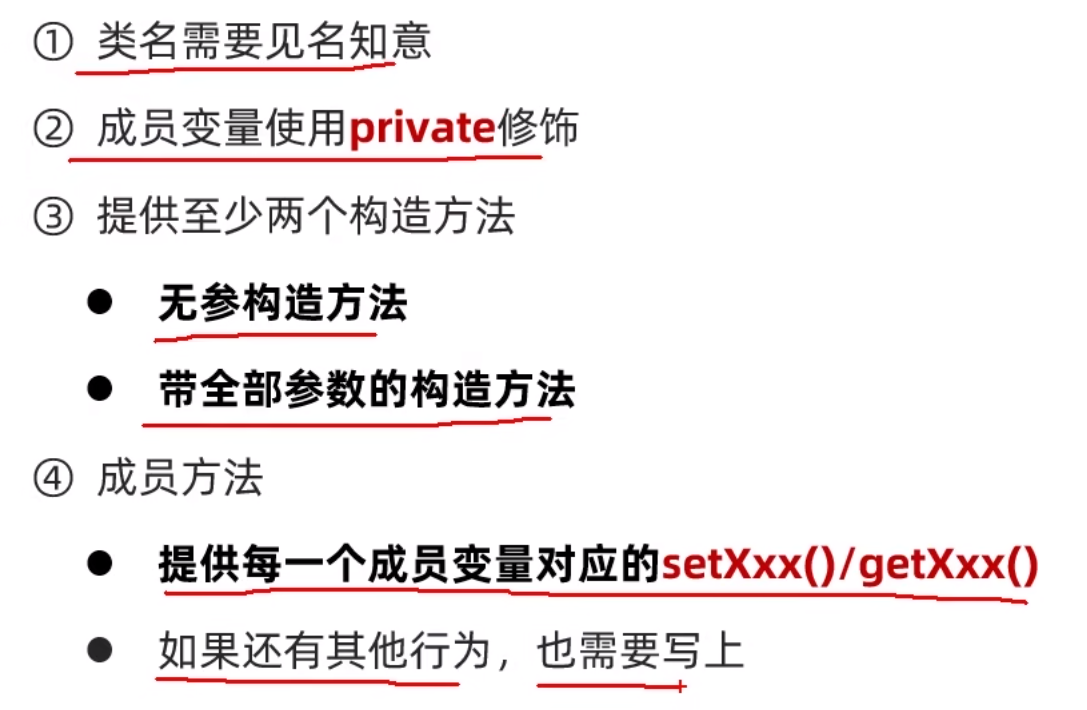 ① 类名需要见名知意
② 成员变量使用private修饰
③ 提供至少两个构造方法
● 无参构造方法
● 带全部参数的构造方法
④ 成员方法
● 提供每一个成员变量对应的setXxx()/getXxx()
● 如果还有其他行为，也需要写上